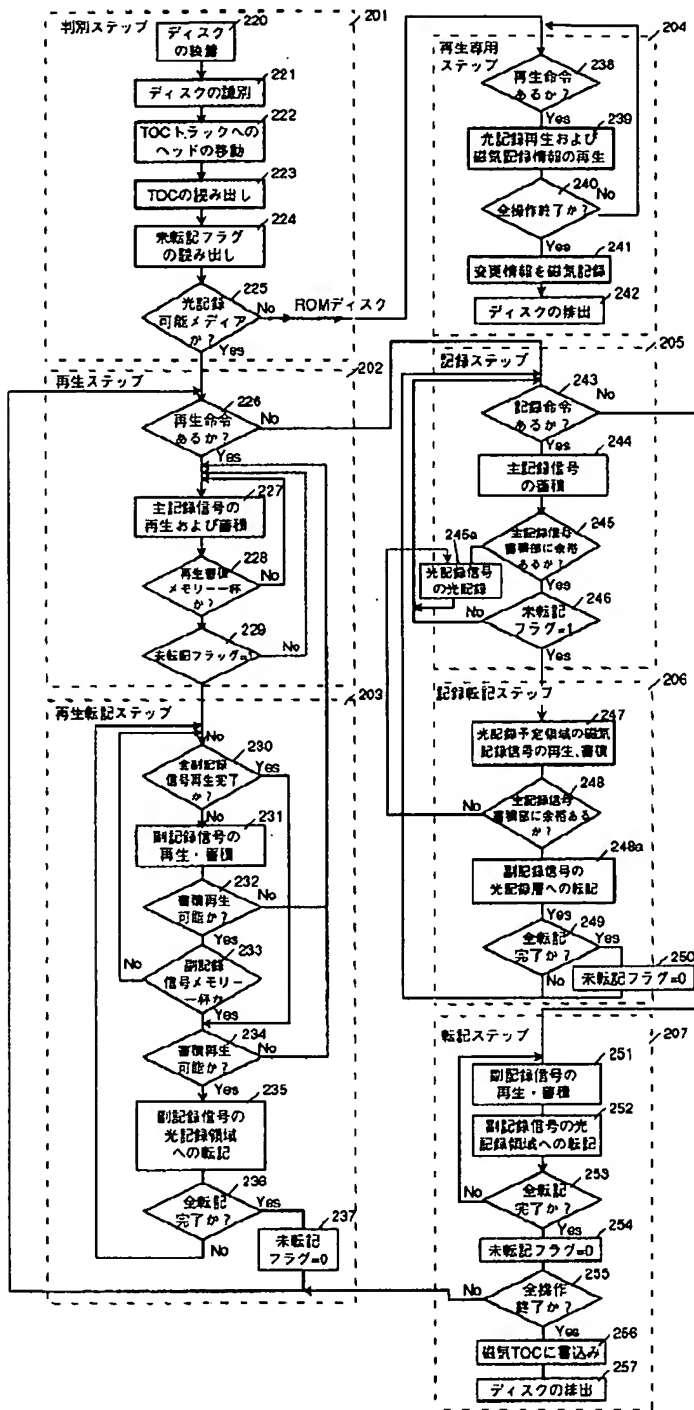 判別ステップ
201
220
ディスク
の装着
221
ディスクの識別
222
TOCトラックへの
ヘッドの移動
223
TOCの読み出し
224
未転記フラグ
の読み出し
225
光記録
可能メディア
か?
No
ROMディスク
Yes
再生ステップ
202
226
再生命令
あるか?
No
Yes
227
主記録信号の
再生および蓄積
228
再生蓄積
メモリー一杯
か?
No
229
未転記フラッグ=1
No
再生転記ステップ
203
No
230
全副記録
信号再生完了
か?
Yes
No
231
副記録信号の
再生・蓄積
232
蓄積再生
可能か?
No
Yes
233
副記録
信号メモリー
一杯か
No
Yes
234
蓄積再生
可能か?
No
Yes
235
副記録信号の
光記録領域
への転記
236
全転記
完了か?
Yes
No
237
未転記
フラグ=0
204
再生専用
ステップ
238
再生命令
あるか?
Yes
239
光記録再生および
磁気記録情報の再生
240
全操作終了か?
No
Yes
241
変更情報を磁気記録
242
ディスクの排出
205
記録ステップ
243
記録命令
あるか?
No
Yes
244
主記録信号
の蓄積
245
主記録信号
蓄積部に余裕
あるか?
245a
光記録信号
の光記録
Yes
246
未転記
フラグ=1
No
Yes
206
記録転記ステップ
247
光記録予定領域の磁気
記録信号の再生、蓄積
248
主記録信号
蓄積部に余裕ある
か?
No
248a
副記録信号の
光記録層への転記
Yes
249
全転記
完了か?
Yes
No
250
未転記フラグ=0
転記ステップ
207
251
副記録信号の
再生・蓄積
252
副記録信号の光
記録領域への転記
253
全転記
完了か?
No
Yes
254
未転記フラグ=0
255
全操作
終了か?
No
Yes
256
磁気TOCに書込み
257
ディスクの排出